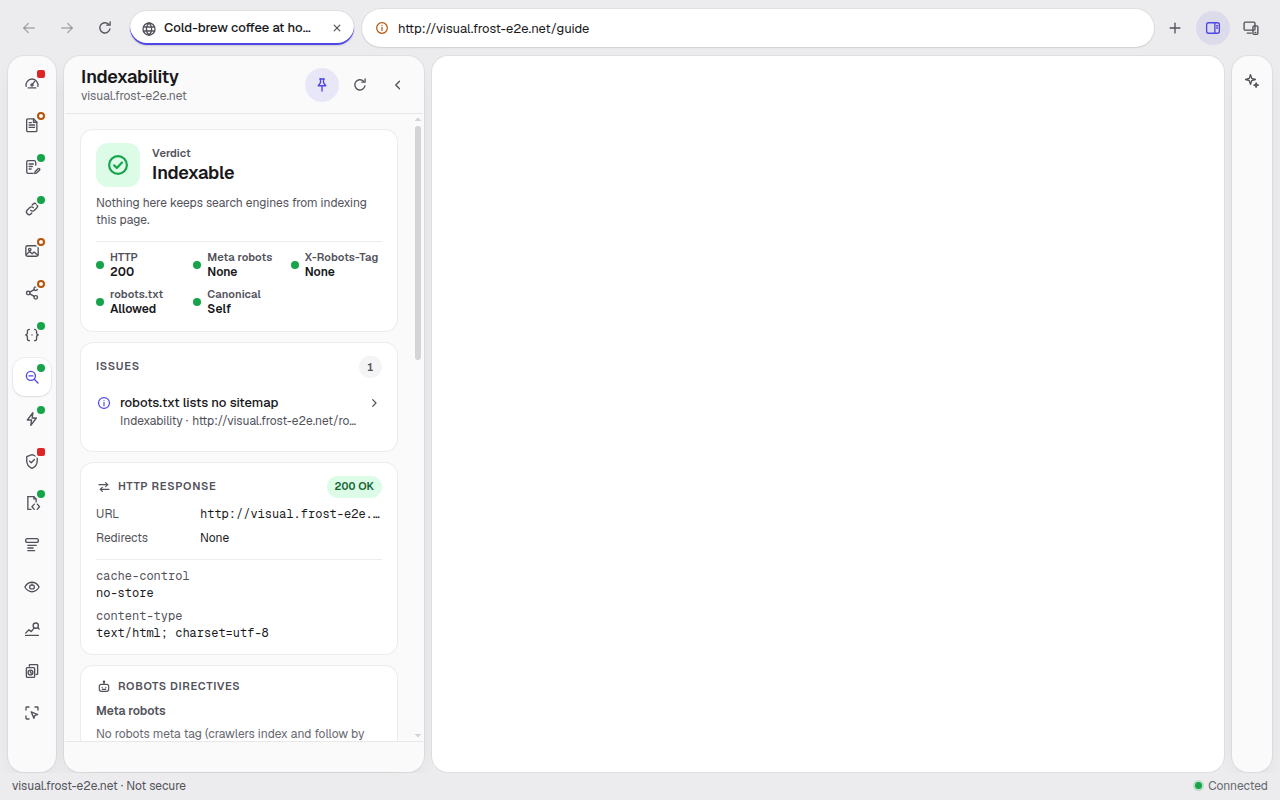 Cold-brew coffee at ho...
http://visual.frost-e2e.net/guide
Indexability
visual.frost-e2e.net
Verdict
Indexable
Nothing here keeps search engines from indexing
this page.
HTTP
200
Meta robots
None
X-Robots-Tag
None
robots.txt
Allowed
Canonical
Self
ISSUES
1
robots.txt lists no sitemap
Indexability · http://visual.frost-e2e.net/ro...
HTTP RESPONSE
200 OK
URL
http://visual.frost-e2e....
Redirects
None
cache-control
no-store
content-type
text/html; charset=utf-8
ROBOTS DIRECTIVES
Meta robots
No robots meta tag (crawlers index and follow by
visual.frost-e2e.net · Not secure
Connected